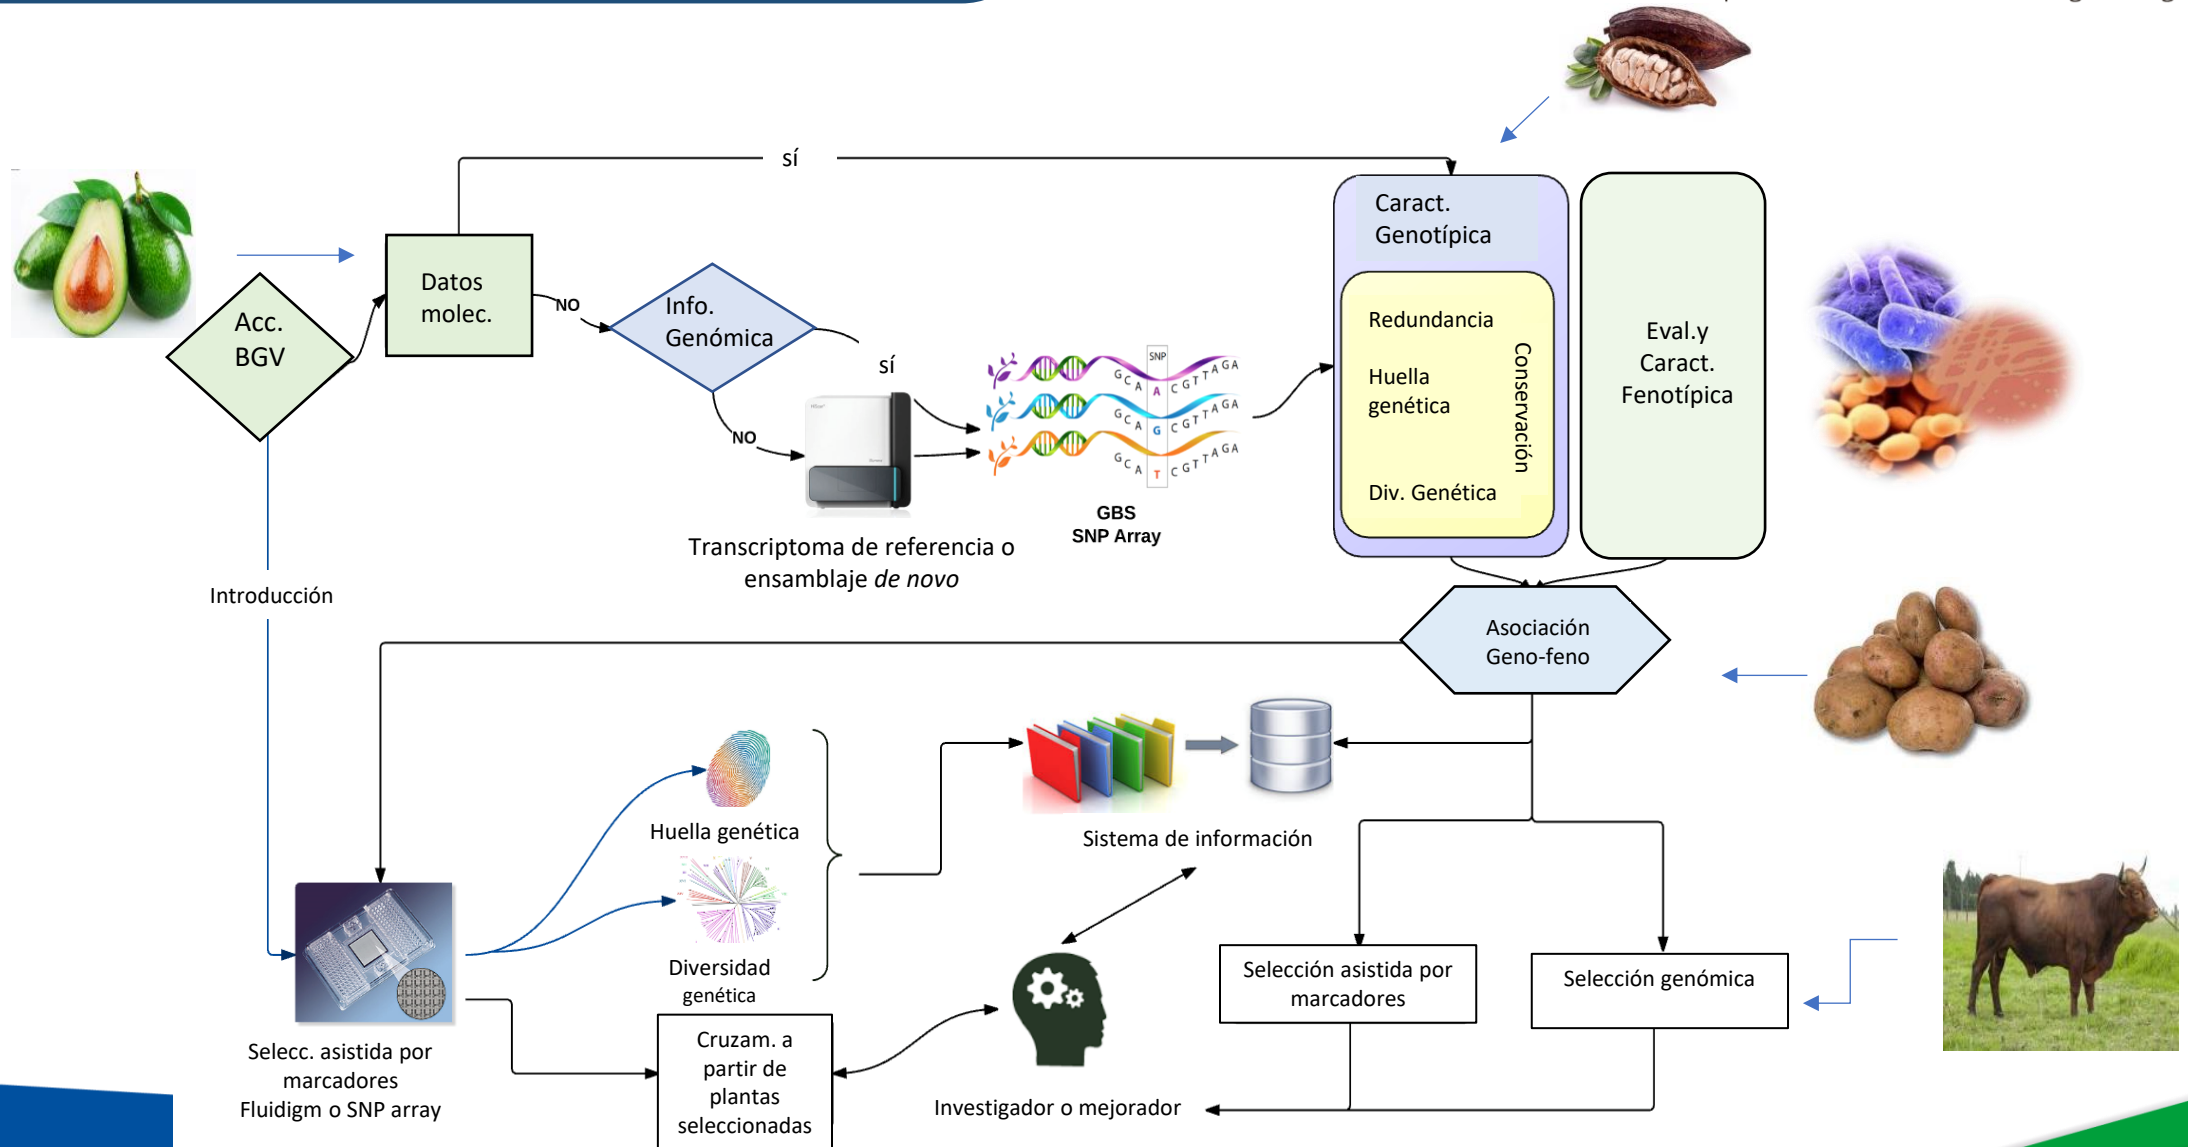 sí
Caract.
Genotípica
Datos
molec.
NO
Info.
Genómica
Acc.
BGV
sí
NO
SNP
GCA A CGTTAGA
GCA G CGTTAGA
GCA T CGTTAGA
GBS
SNP Array
Redundancia
Huella
genética
Div. Genética
Conservación
Eval.y
Caract.
Fenotípica
Transcriptoma de referencia o
ensamblaje de novo
Introducción
Asociación
Geno-feno
Huella genética
Diversidad
genética
Sistema de información
Selección asistida por
marcadores
Selección genómica
Selecc. asistida por
marcadores
Fluidigm o SNP array
Cruzam. a
partir de
plantas
seleccionadas
Investigador o mejorador